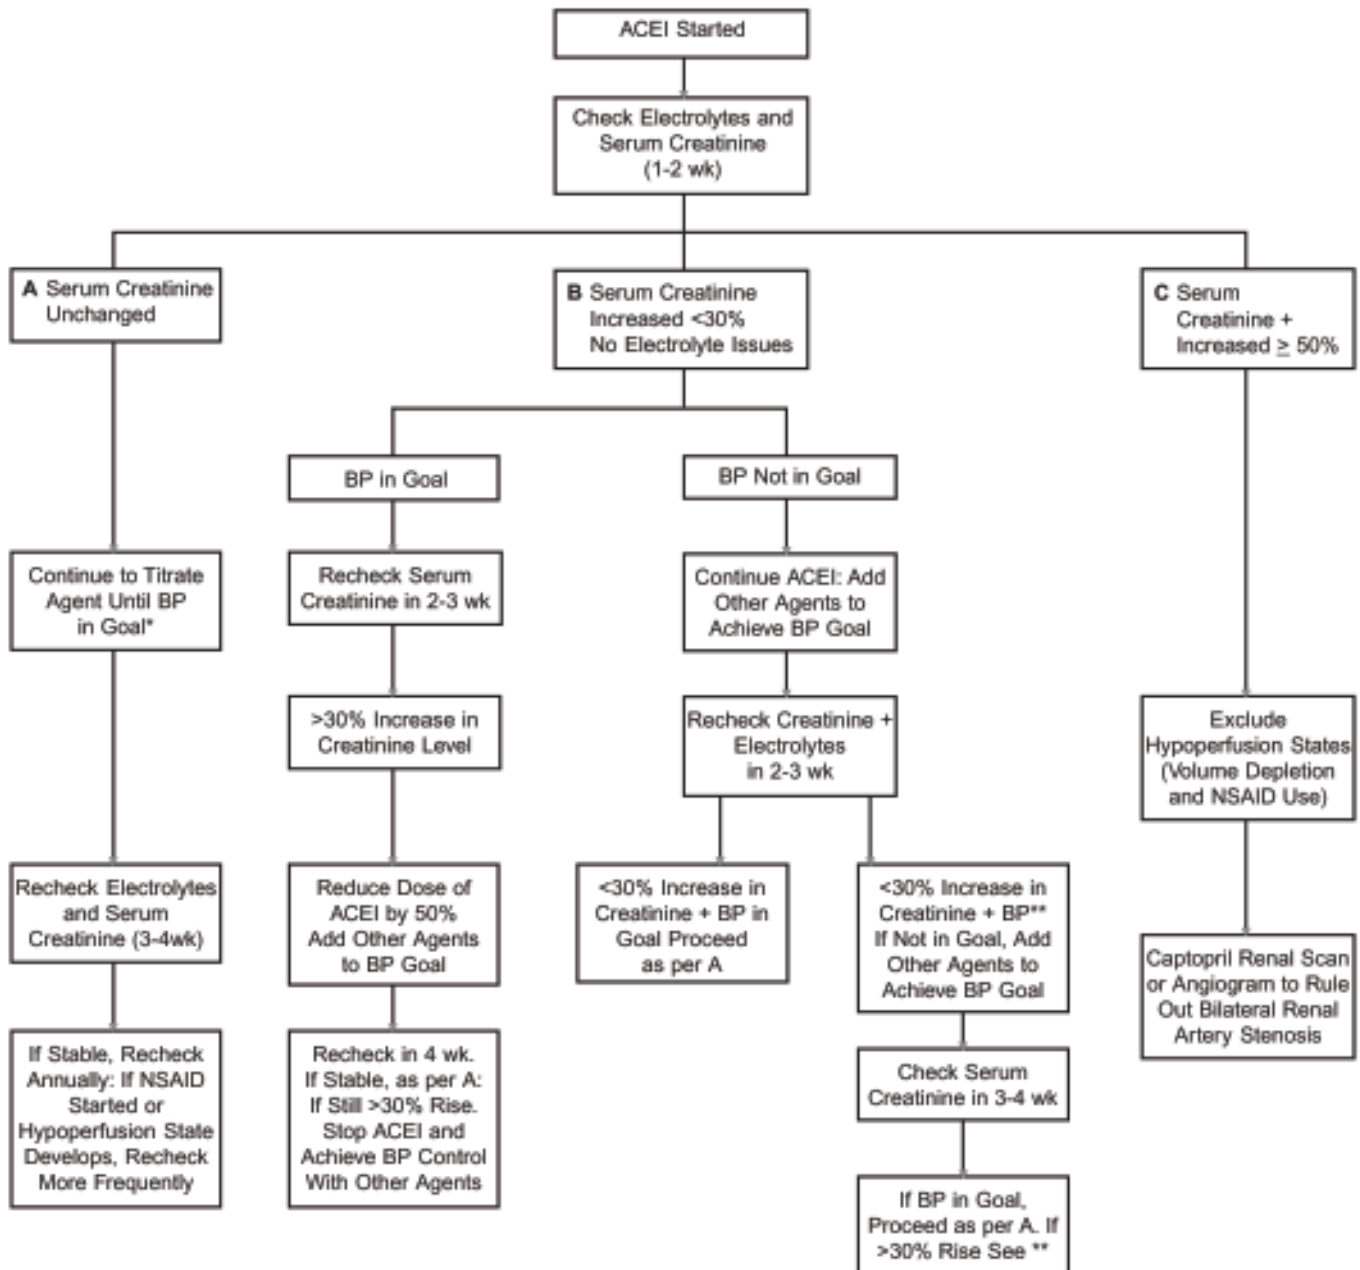 ACEI Started
Check Electrolytes and
Serum Creatinine
(1-2 wk)
A Serum Creatinine
Unchanged
B Serum Creatinine
Increased <30%
No Electrolyte Issues
C Serum
Creatinine +
Increased ≥ 50%
BP in Goal
BP Not in Goal
Continue to Titrate
Agent Until BP
in Goal*
Recheck Serum
Creatinine in 2-3 wk
Continue ACEI: Add
Other Agents to
Achieve BP Goal
>30% Increase in
Creatinine Level
Recheck Creatinine +
Electrolytes
in 2-3 wk
Exclude
Hypoperfusion States
(Volume Depletion
and NSAID Use)
Recheck Electrolytes
and Serum
Creatinine (3-4wk)
Reduce Dose of
ACEI by 50%
Add Other Agents
to BP Goal
<30% Increase in
Creatinine + BP in
Goal Proceed
as per A
<30% Increase in
Creatinine + BP**
If Not in Goal, Add
Other Agents to
Achieve BP Goal
Captopril Renal Scan
or Angiogram to Rule
Out Bilateral Renal
Artery Stenosis
If Stable, Recheck
Annually: If NSAID
Started or
Hypoperfusion State
Develops, Recheck
More Frequently
Recheck in 4 wk.
If Stable, as per A:
If Still >30% Rise.
Stop ACEI and
Achieve BP Control
With Other Agents
Check Serum
Creatinine in 3-4 wk
If BP in Goal,
Proceed as per A. If
>30% Rise See **